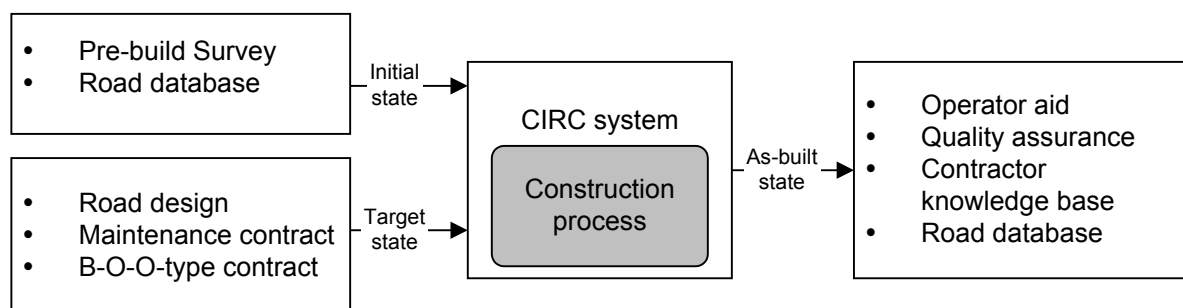 • Pre-build Survey
• Road database
Initial
state
• Road design
• Maintenance contract
• B-O-O-type contract
Target
state
CIRC system
Construction
process
As-built
state
• Operator aid
• Quality assurance
• Contractor
knowledge base
• Road database